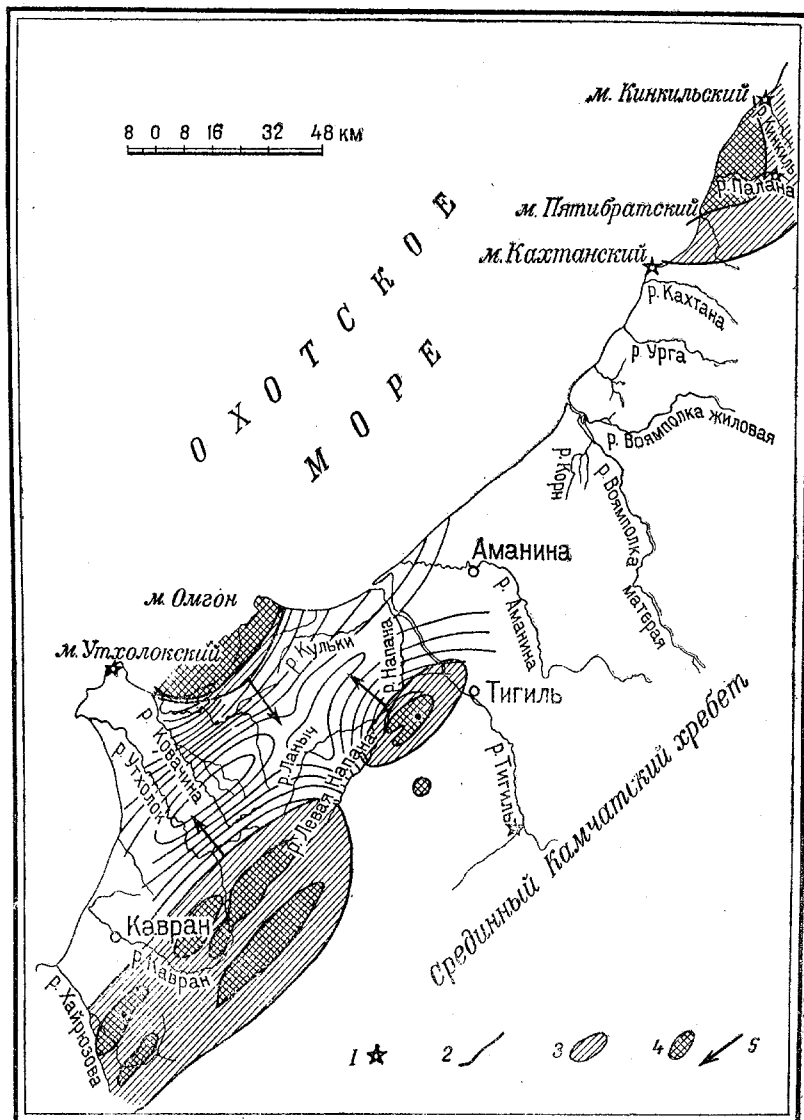 м. Кинкильский
8 0 8 16 32 48 км
р. Кинкиль
р. Палана
м. Пятибратский
м. Кахтанский
ОХОТСКОЕ
МОРЕ
р. Кахтана
р. Урга
р. Воямполка жиловая
р. Корн
р. Воямполка
матерая
Аманина
р. Аманина
м. Омгон
р. Напана
р. Кульки
м. Утхолокский
Тигиль
р. Ковачина
р. Ланыч
р. Утхолок
р. Левая Напана
р. Тигиль
Срединный Камчатский хребет
Кавран
р. Кавран
р. Хайрюзова
1 2 3 4 5